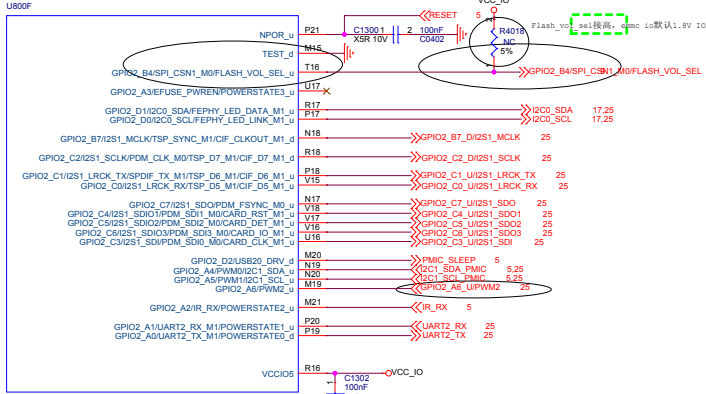 U800F
VCC_IO
RESET 5
Flash_vol_sel接高, emmc io默认1.8V IO
NPOR_u P21 C1300 1 2 100nF R4018
X5R 10V C0402 NC
TEST_d M15 5%
GPIO2_B4/SPI_CSN1_M0/FLASH_VOL_SEL T16 GPIO2_B4/SPI_CSN1_M0/FLASH_VOL_SEL
GPIO2_A3/EFUSE_PWREN/POWERSTATE3_u U17
GPIO2_D1/I2C0_SDA/FEPHY_LED_DATA_M1_u R17 I2C0_SDA 17,25
GPIO2_D0/I2C0_SCL/FEPHY_LED_LINK_M1_u P17 I2C0_SCL 17,25
GPIO2_B7/I2S1_MCLK/TSP_SYNC_M1/CIF_CLKOUT_M1_d N18 GPIO2_B7_D/I2S1_MCLK 25
GPIO2_C2/I2S1_SCLK/PDM_CLK_M0/TSP_D7_M1/CIF_D7_M1_d R18 GPIO2_C2_D/I2S1_SCLK 25
GPIO2_C1/I2S1_LRCK_TX/SPDIF_TX_M1/TSP_D6_M1/CIF_D6_M1_u P18 GPIO2_C1_U/I2S1_LRCK_TX 25
GPIO2_C0/I2S1_LRCK_RX/TSP_D5_M1/CIF_D5_M1_u V15 GPIO2_C0_U/I2S1_LRCK_RX 25
GPIO2_C7/I2S1_SDO/PDM_FSYNC_M0_u N17 GPIO2_C7_U/I2S1_SDO 25
GPIO2_C4/I2S1_SDIO1/PDM_SDI1_M0/CARD_RST_M1_u V18 GPIO2_C4_U/I2S1_SDO1 25
GPIO2_C5/I2S1_SDIO2/PDM_SDI2_M0/CARD_DET_M1_u V17 GPIO2_C5_U/I2S1_SDO2 25
GPIO2_C6/I2S1_SDIO3/PDM_SDI3_M0/CARD_IO_M1_u V16 GPIO2_C6_U/I2S1_SDO3 25
GPIO2_C3/I2S1_SDI/PDM_SDI0_M0/CARD_CLK_M1_u U16 GPIO2_C3_U/I2S1_SDI 25
GPIO2_D2/USB20_DRV_d M20 PMIC_SLEEP 5
GPIO2_A4/PWM0/I2C1_SDA_u N19 I2C1_SDA_PMIC 5,25
GPIO2_A5/PWM1/I2C1_SCL_u N20 I2C1_SCL_PMIC 5,25
GPIO2_A6/PWM2_u M19 GPIO2_A6_U/PWM2 25
GPIO2_A2/IR_RX/POWERSTATE2_u M21 IR_RX 5
GPIO2_A1/UART2_RX_M1/POWERSTATE1_u P20 UART2_RX 25
GPIO2_A0/UART2_TX_M1/POWERSTATE0_d P19 UART2_TX 25
VCCIO5 R16 VCC_IO
C1302
100nF